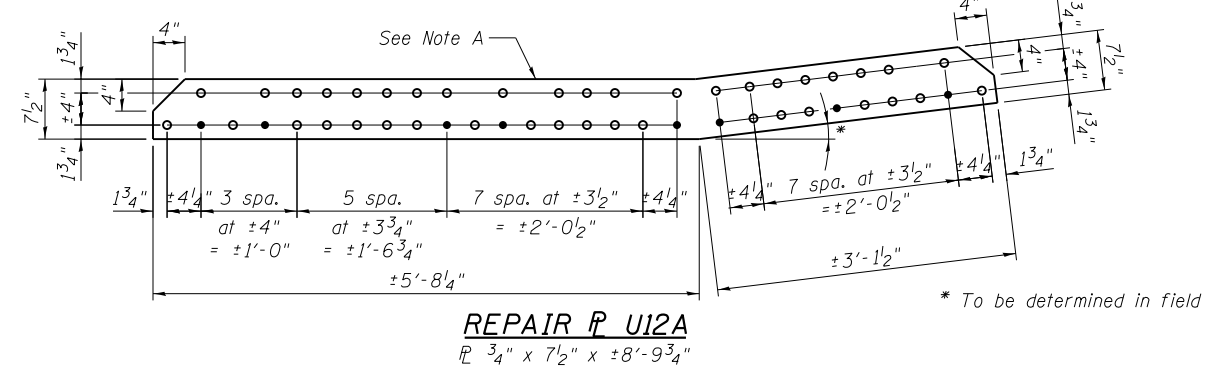 4"
See Note A
1 3/4"
4"
±4"
7 1/2"
1 3/4"
1 3/4"
±4 1/4"
3 spa.
at ±4"
= ±1'-0"
5 spa.
at ±3 3/4"
= ±1'-6 3/4"
7 spa. at ±3 1/2"
= ±2'-0 1/2"
±4 1/4"
±5'-8 1/4"
4"
1 3/4"
4"
±4"
7 1/2"
1 3/4"
*
±4 1/4"
7 spa. at ±3 1/2"
=±2'-0 1/2"
±4 1/4"
1 3/4"
±3'-1 1/2"
* To be determined in field
REPAIR ⅊ U12A
⅊ 3/4" x 7 1/2" x ±8'-9 3/4"